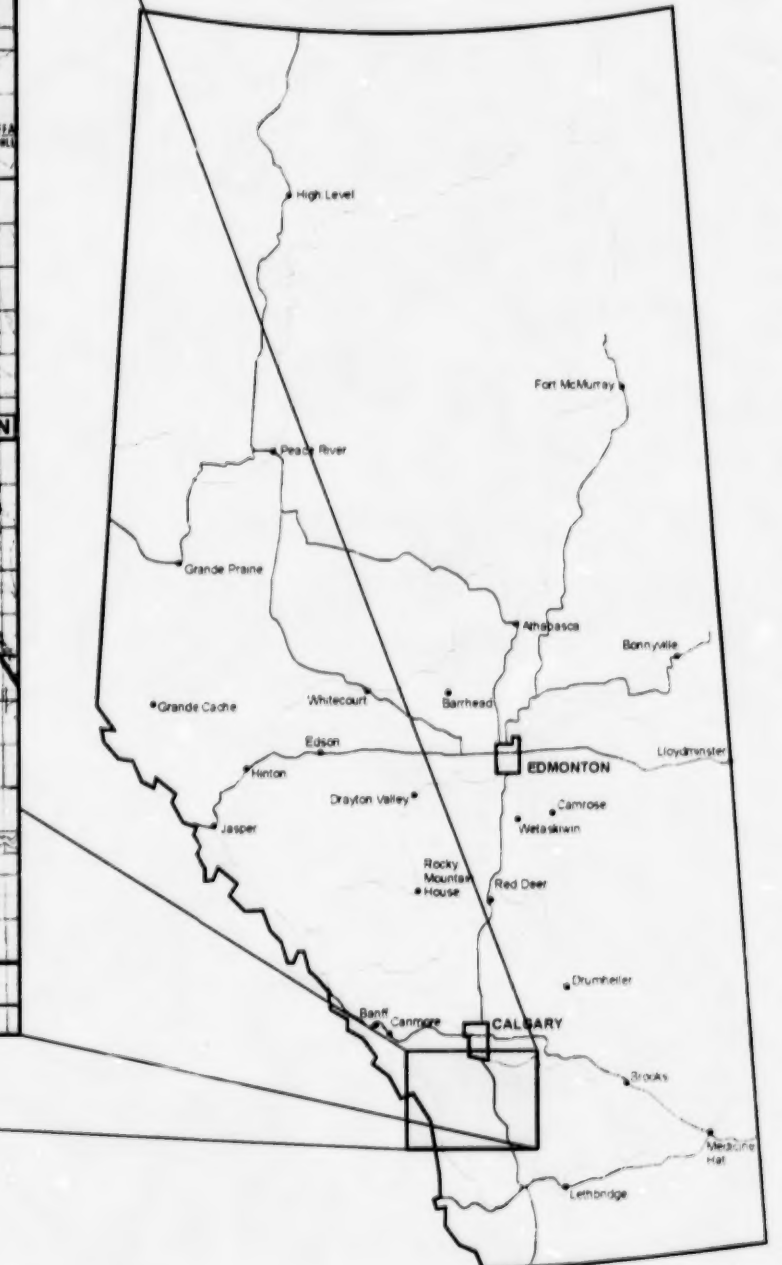 High Level
Fort McMurray
N
Peace River
Grande Prairie
Athabasca
Bonnyville
Grande Cache
Whitecourt
Barrhead
Edson
Lloydminster
Hinton
EDMONTON
Drayton Valley
Camrose
Wetaskiwin
Jasper
Rocky
Mountain
House
Red Deer
Drumheller
Banff
Canmore
CALGARY
Brooks
Medicine
Hat
Lethbridge